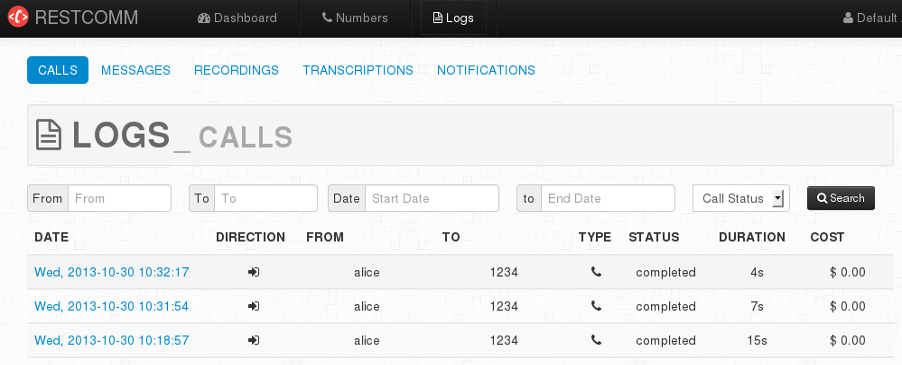 RESTCOMM Dashboard Numbers Logs Default
CALLS MESSAGES RECORDINGS TRANSCRIPTIONS NOTIFICATIONS
LOGS_ CALLS
From From To To Date Start Date to End Date Call Status Search
DATE DIRECTION FROM TO TYPE STATUS DURATION COST
Wed, 2013-10-30 10:32:17 alice 1234 completed 4s $ 0.00
Wed, 2013-10-30 10:31:54 alice 1234 completed 7s $ 0.00
Wed, 2013-10-30 10:18:57 alice 1234 completed 15s $ 0.00